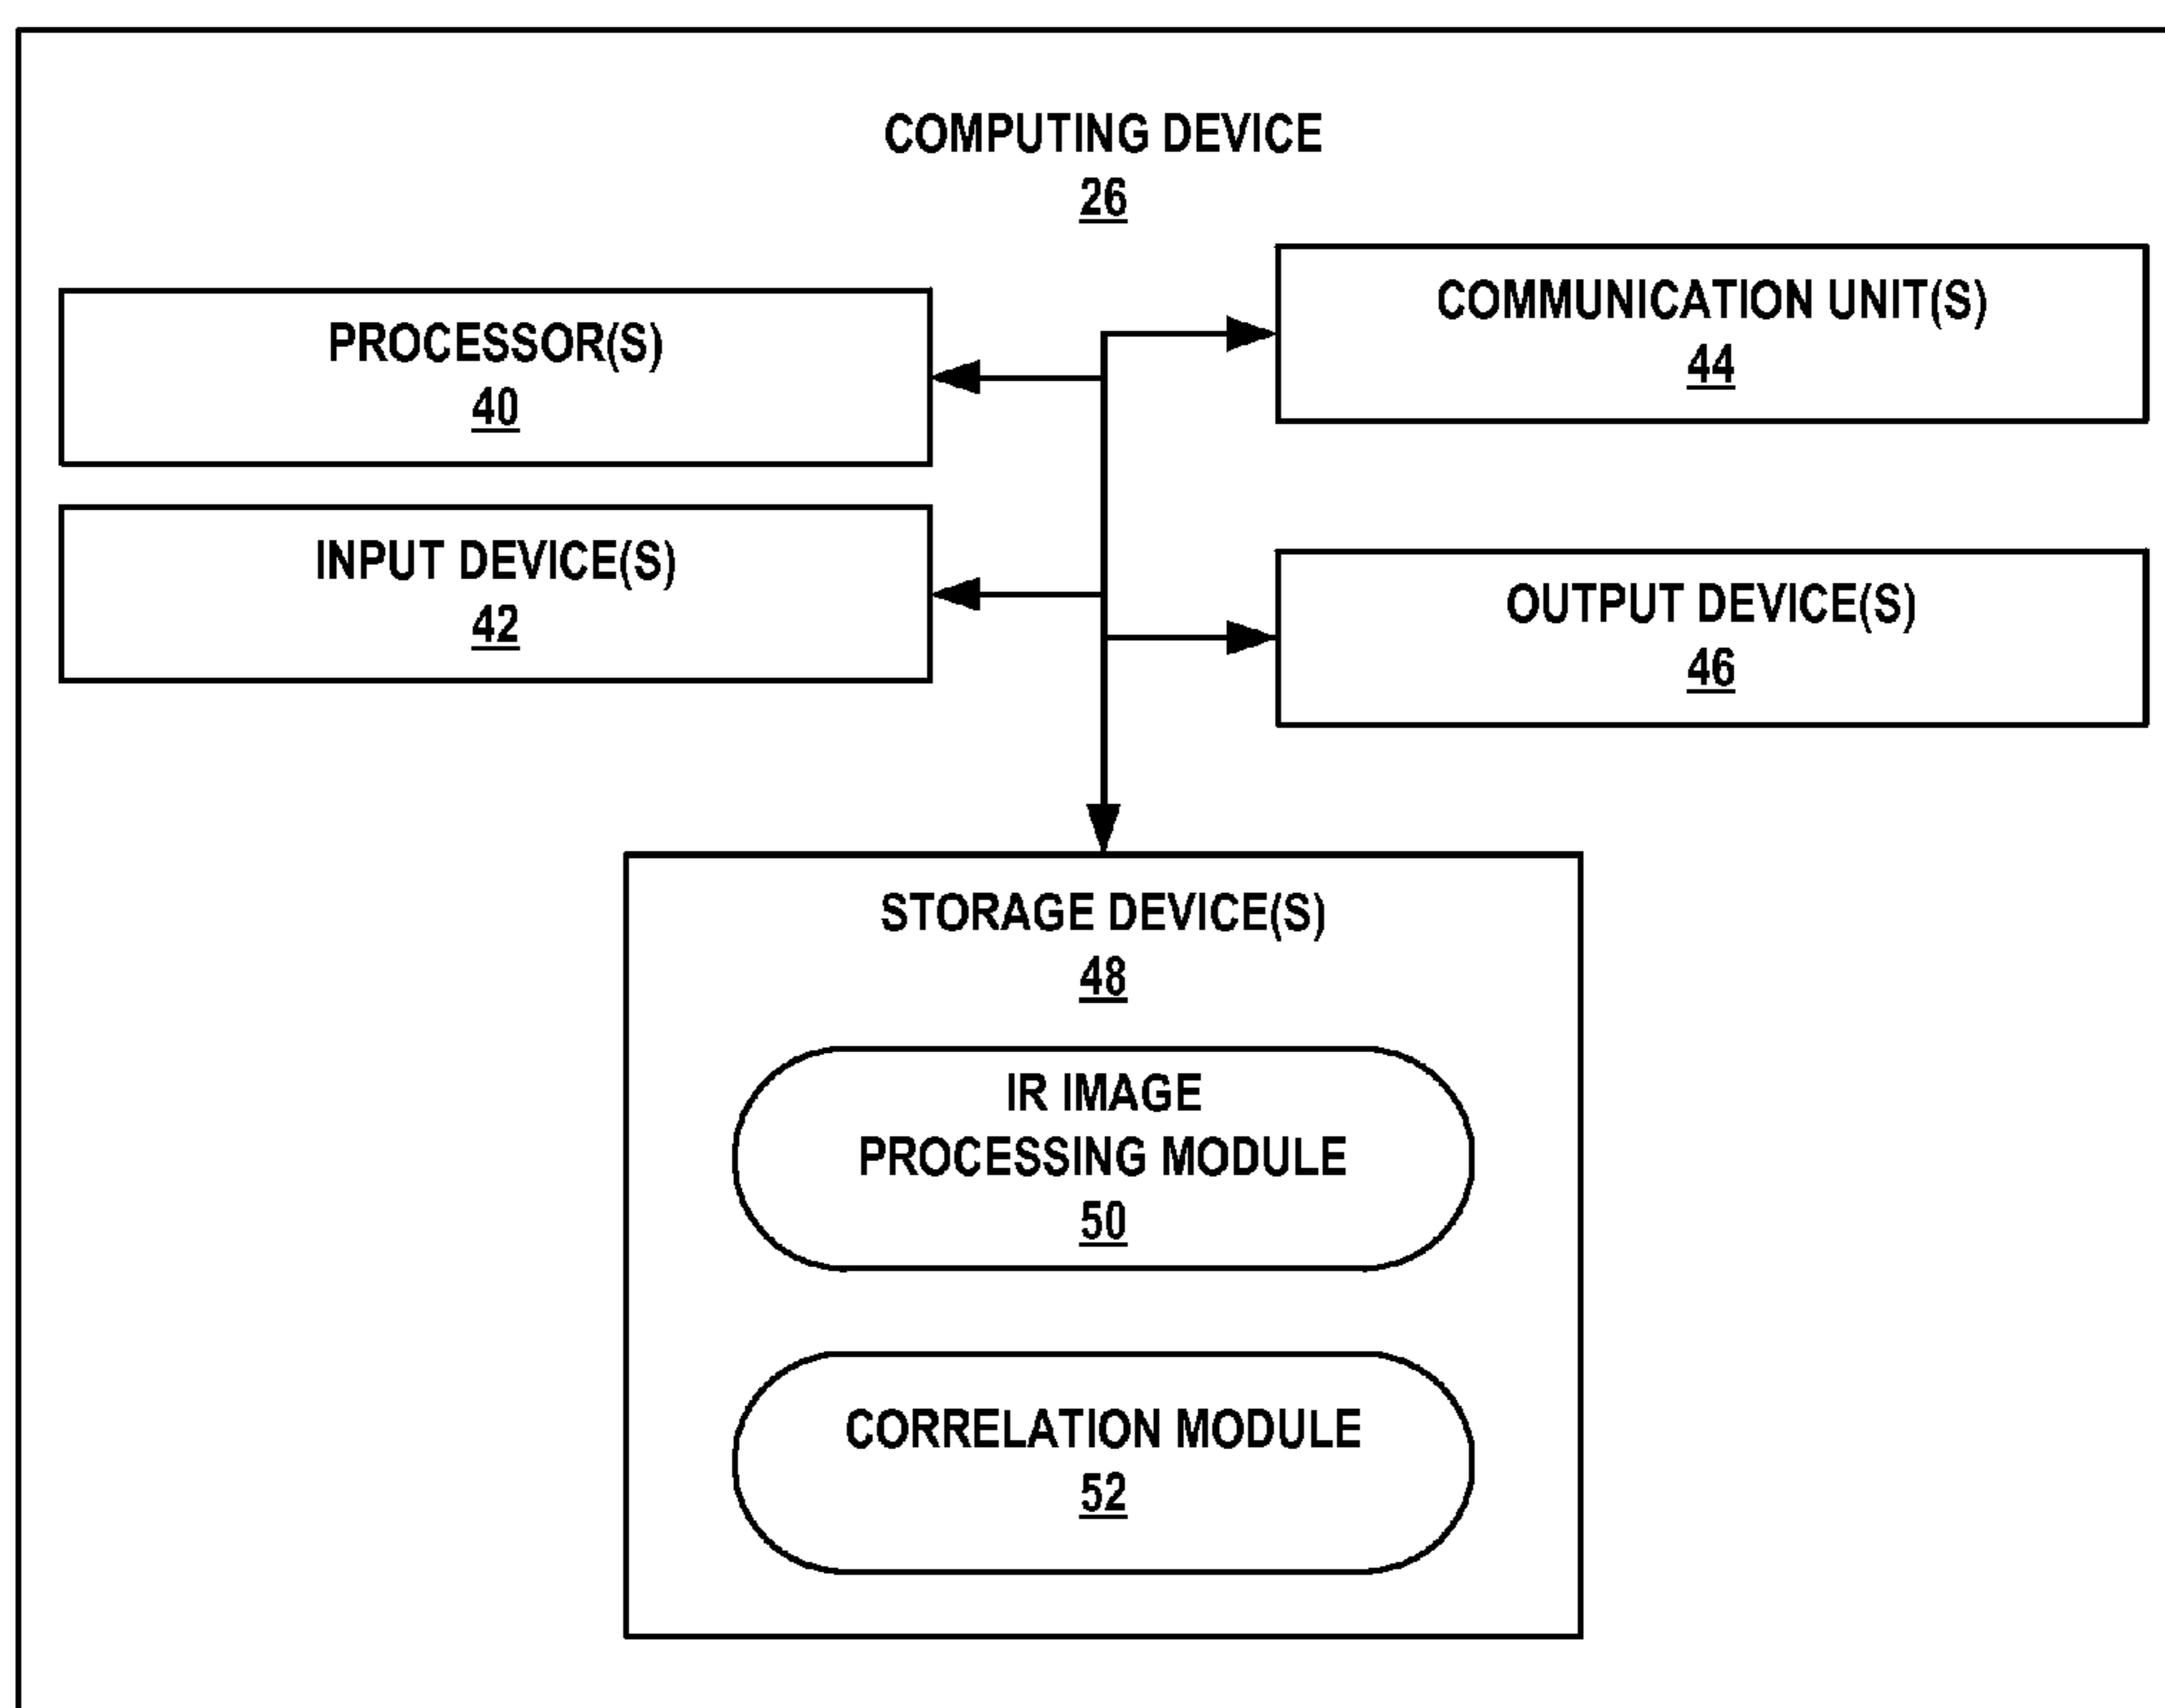 COMPUTING DEVICE
26
PROCESSOR(S)
40
COMMUNICATION UNIT(S)
44
INPUT DEVICE(S)
42
OUTPUT DEVICE(S)
46
STORAGE DEVICE(S)
48
IR IMAGE
PROCESSING MODULE
50
CORRELATION MODULE
52